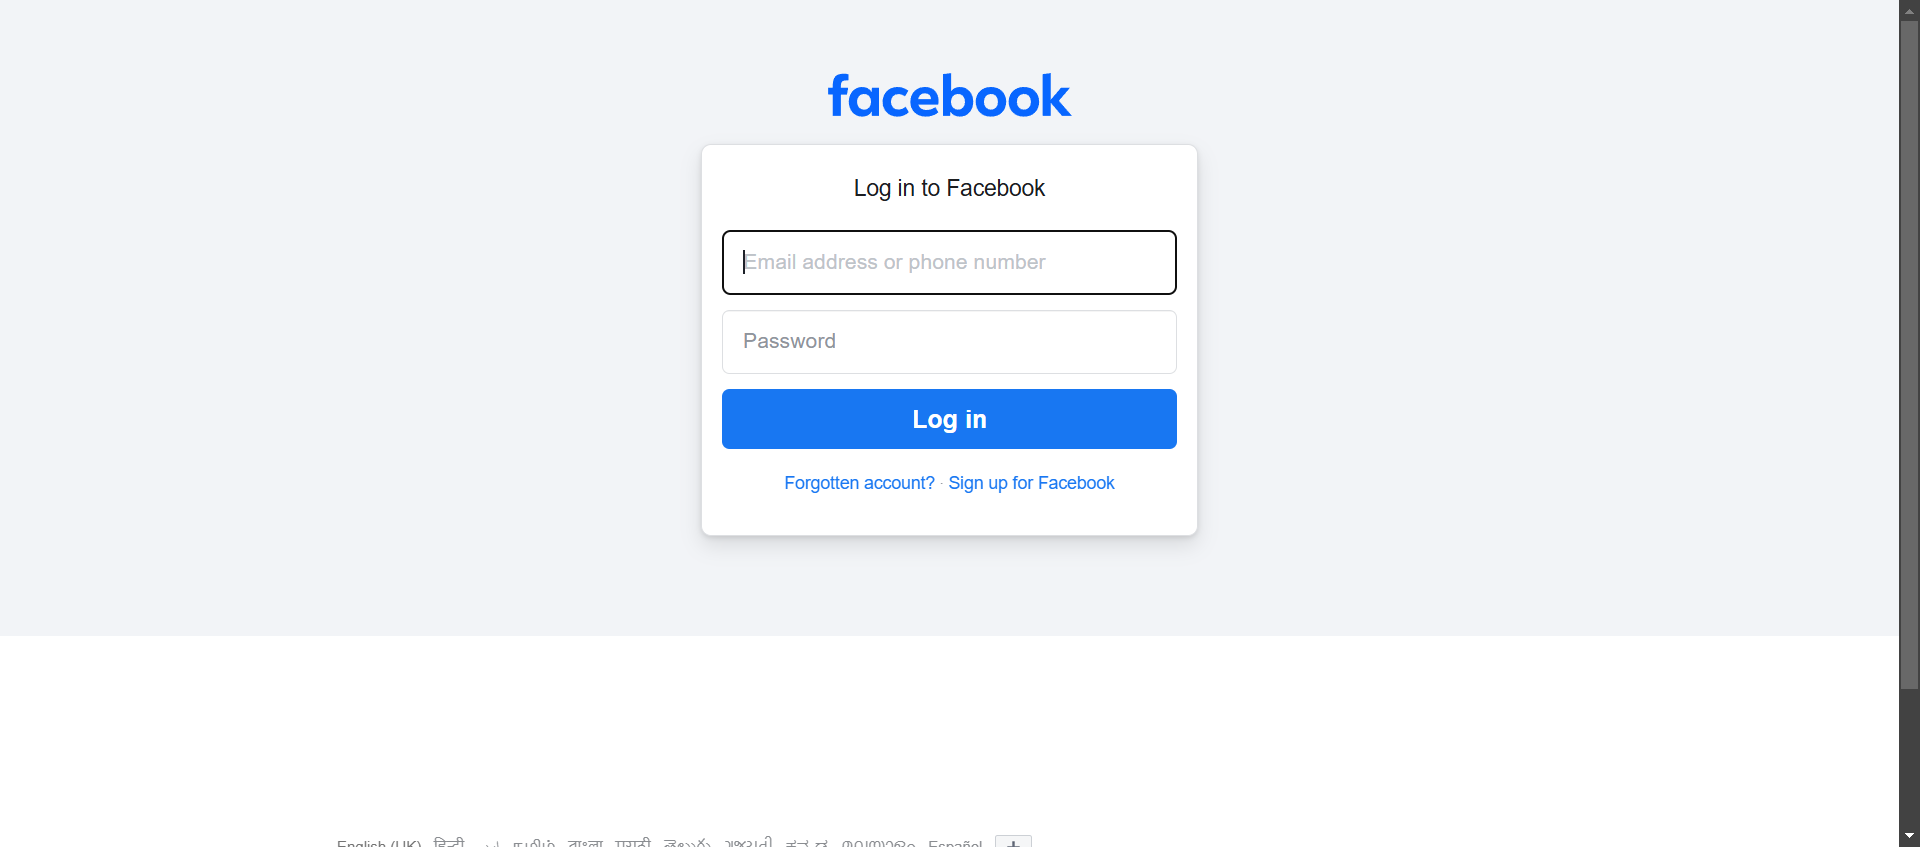 facebook
Log in to Facebook
Email address or phone number
Password
Log in
Forgotten account? · Sign up for Facebook
English (UK) हिन्दी اردو தமிழ் বাংলা मराठी తెలుగు ગુજરાતી ಕನ್ನಡ മലയാളം Español